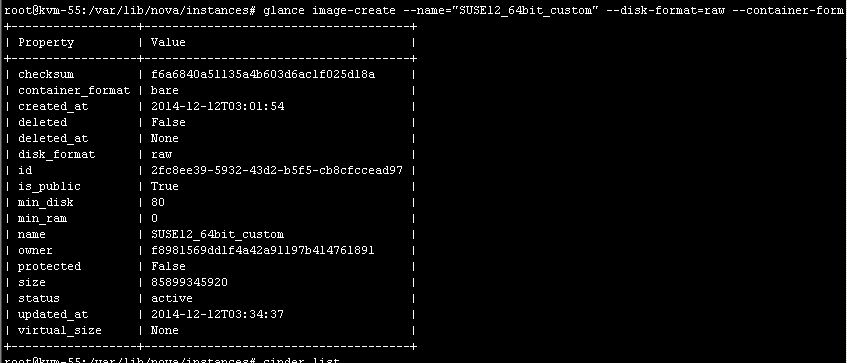 root@kvm-55:/var/lib/nova/instances# glance image-create --name="SUSE12_64bit_custom" --disk-format=raw --container-form
+------------------+--------------------------------------+
| Property         | Value                                |
+------------------+--------------------------------------+
| checksum         | f6a6840a51135a4b603d6ac1f025d18a     |
| container_format | bare                                 |
| created_at       | 2014-12-12T03:01:54                  |
| deleted          | False                                |
| deleted_at       | None                                 |
| disk_format      | raw                                  |
| id               | 2fc8ee39-5932-43d2-b5f5-cb8cfccead97 |
| is_public        | True                                 |
| min_disk         | 80                                   |
| min_ram          | 0                                    |
| name             | SUSE12_64bit_custom                  |
| owner            | f8981569dd1f4a42a91197b414761891     |
| protected        | False                                |
| size             | 85899345920                          |
| status           | active                               |
| updated_at       | 2014-12-12T03:34:37                  |
| virtual_size     | None                                 |
+------------------+--------------------------------------+
root@kvm-55:/var/lib/nova/instances# cinder list